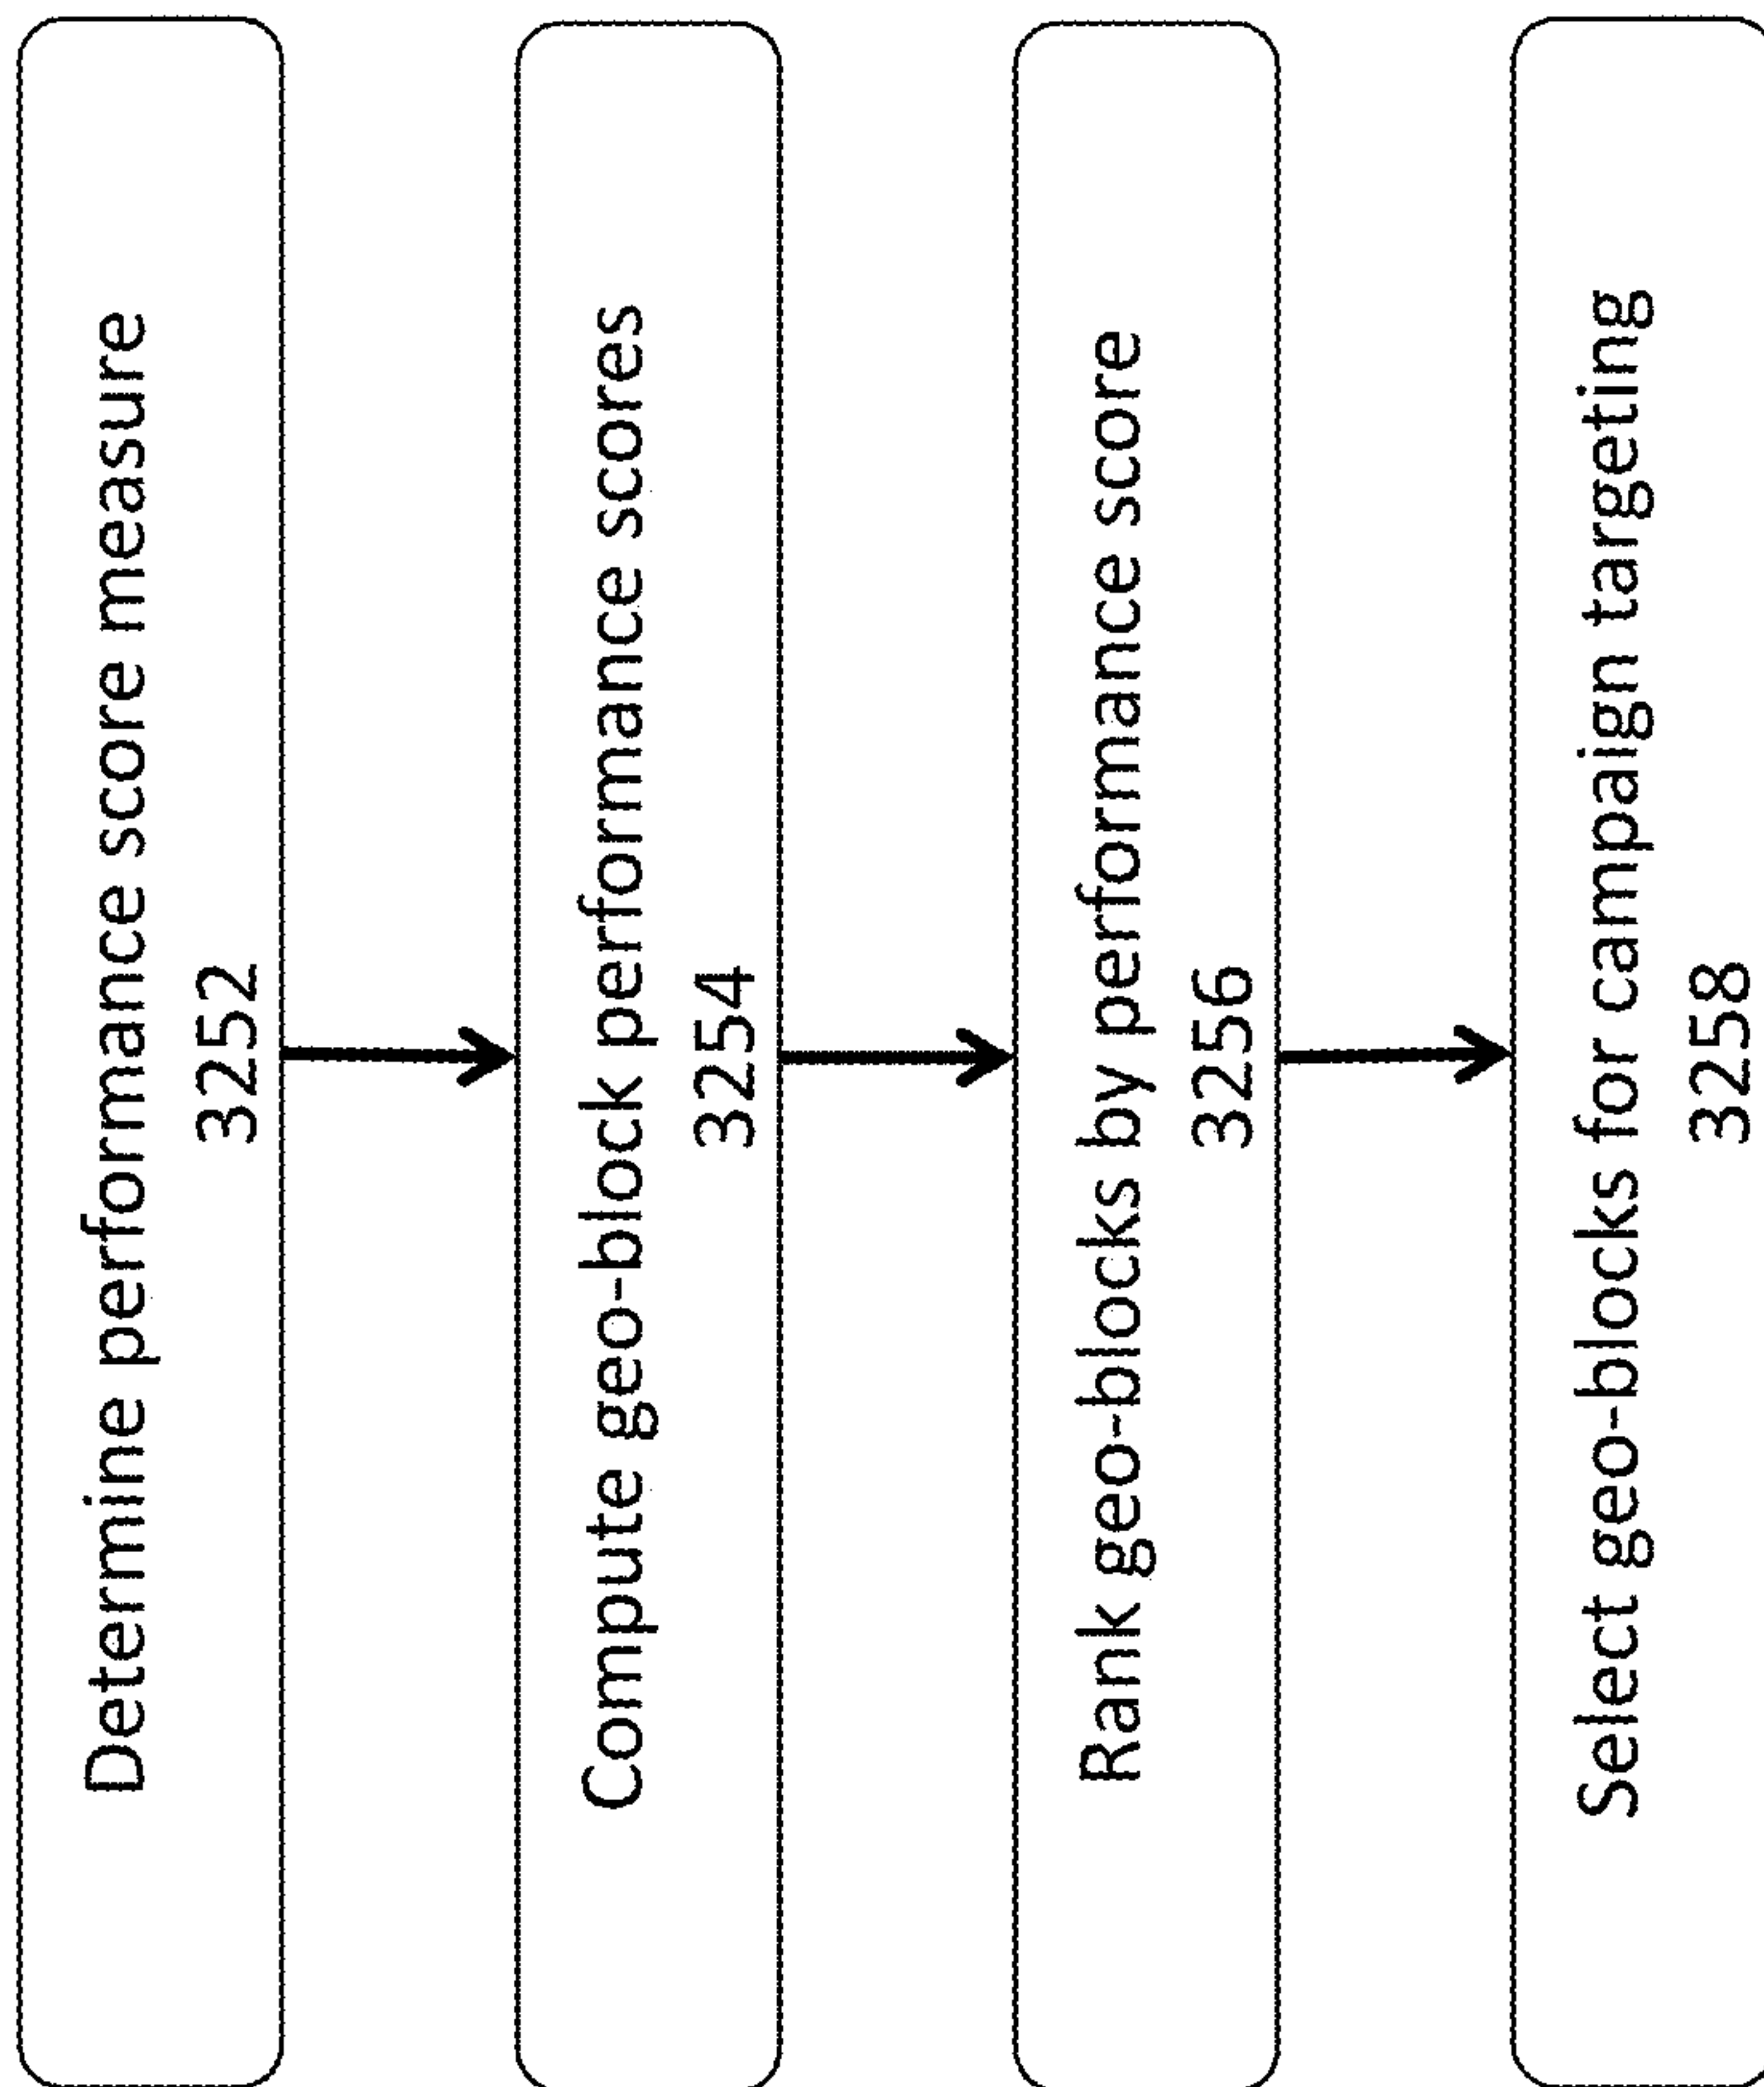 Determine performance score measure
3252
Compute geo-block performance scores
3254
Rank geo-blocks by performance score
3256
Select geo-blocks for campaign targeting
3258